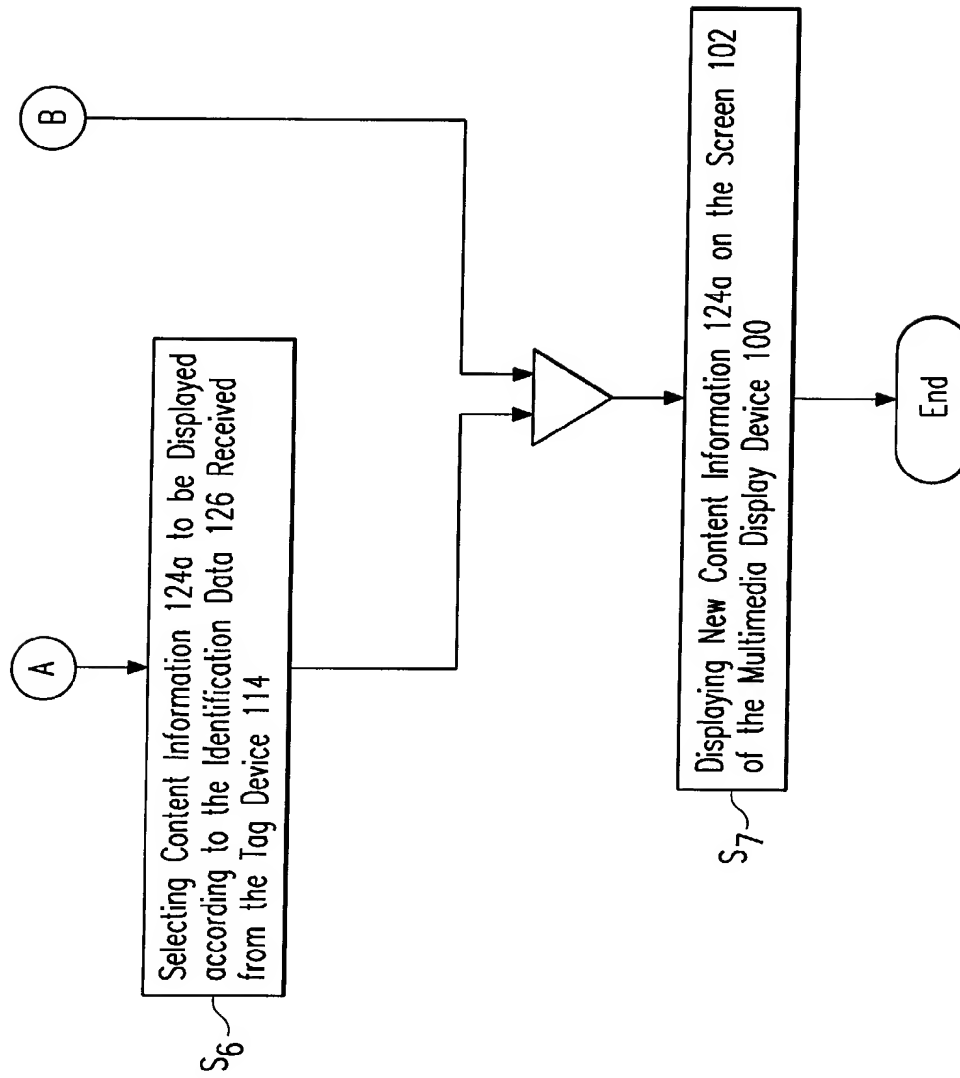 A
B
S6
Selecting Content Information 124a to be Displayed
according to the Identification Data 126 Received
from the Tag Device 114
S7
Displaying New Content Information 124a on the Screen 102
of the Multimedia Display Device 100
End